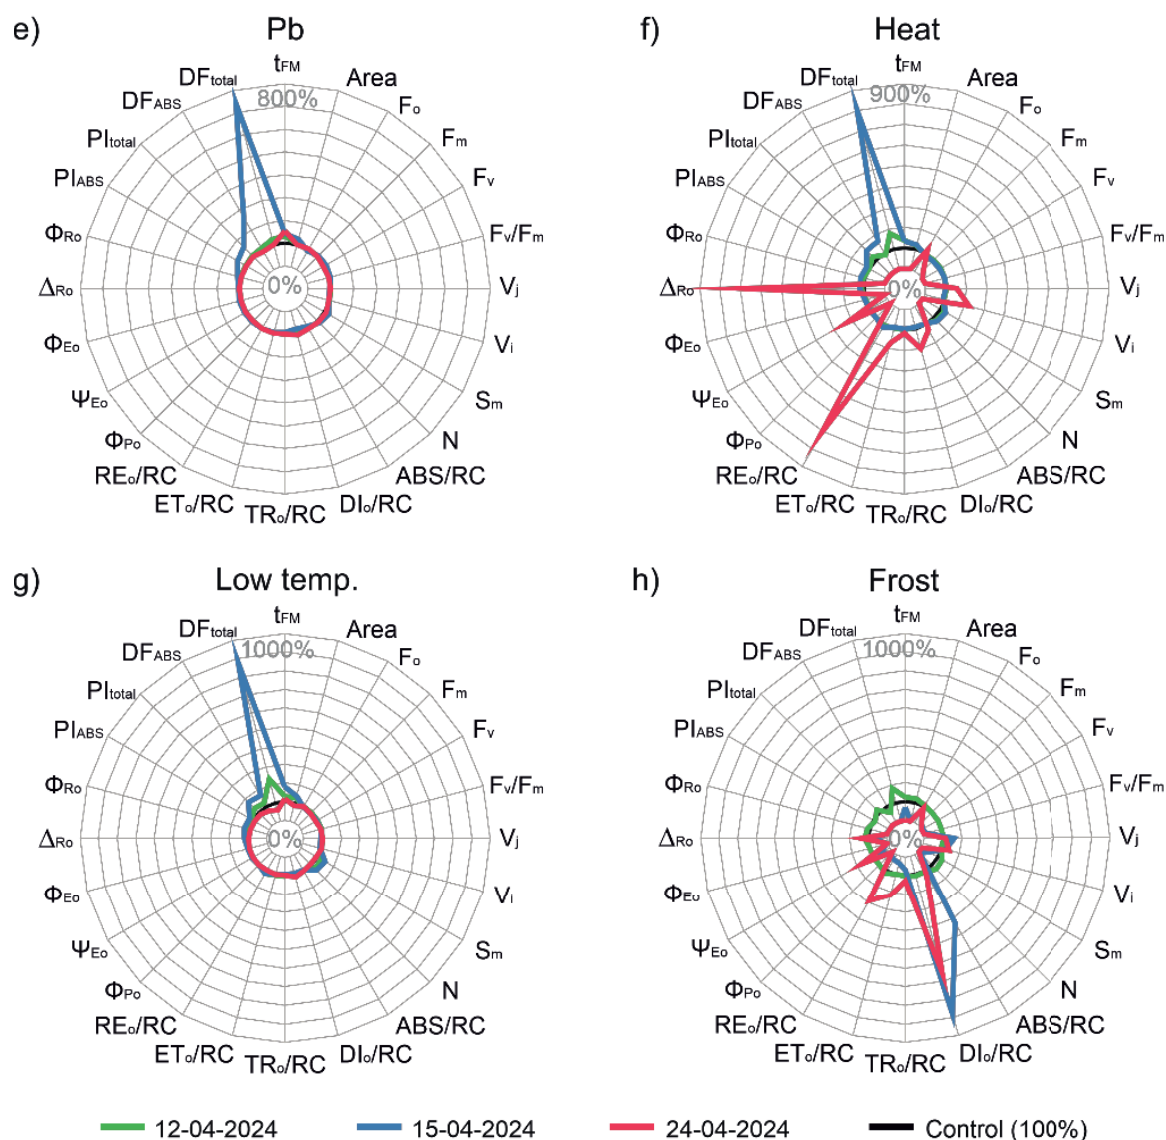 e) Pb
tFM
Area
Fo
Fm
Fv
Fv/Fm
Vj
Vi
Sm
N
ABS/RC
DIo/RC
TRo/RC
ETo/RC
REo/RC
ΦPo
ΨEo
ΦEo
ΔRo
ΦRo
PIABS
PItotal
DFABS
DFtotal
800%
0%
f) Heat
tFM
Area
Fo
Fm
Fv
Fv/Fm
Vj
Vi
Sm
N
ABS/RC
DIo/RC
TRo/RC
ETo/RC
REo/RC
ΦPo
ΨEo
ΦEo
ΔRo
ΦRo
PIABS
PItotal
DFABS
DFtotal
900%
0%
g) Low temp.
tFM
Area
Fo
Fm
Fv
Fv/Fm
Vj
Vi
Sm
N
ABS/RC
DIo/RC
TRo/RC
ETo/RC
REo/RC
ΦPo
ΨEo
ΦEo
ΔRo
ΦRo
PIABS
PItotal
DFABS
DFtotal
1000%
0%
h) Frost
tFM
Area
Fo
Fm
Fv
Fv/Fm
Vj
Vi
Sm
N
ABS/RC
DIo/RC
TRo/RC
ETo/RC
REo/RC
ΦPo
ΨEo
ΦEo
ΔRo
ΦRo
PIABS
PItotal
DFABS
DFtotal
1000%
0%
12-04-2024 15-04-2024 24-04-2024 Control (100%)